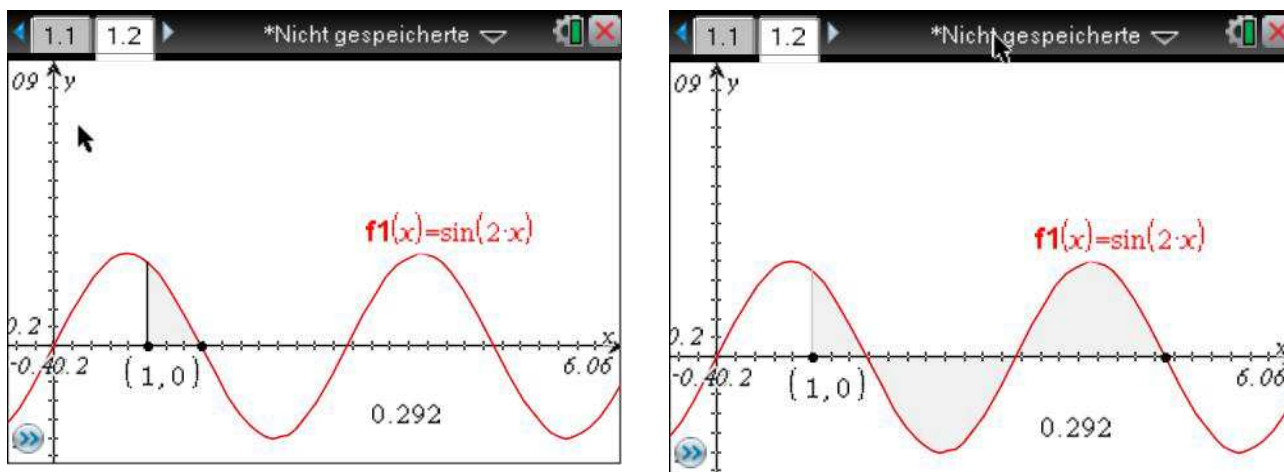 1.1 1.2 *Nicht gespeicherte
09 y
f1(x)=sin(2·x)
0.2
x
-0.4 0.2
6.06
(1,0)
0.292
1.1 1.2 *Nicht gespeicherte
09 y
f1(x)=sin(2·x)
0.2
x
-0.4 0.2
6.06
(1,0)
0.292